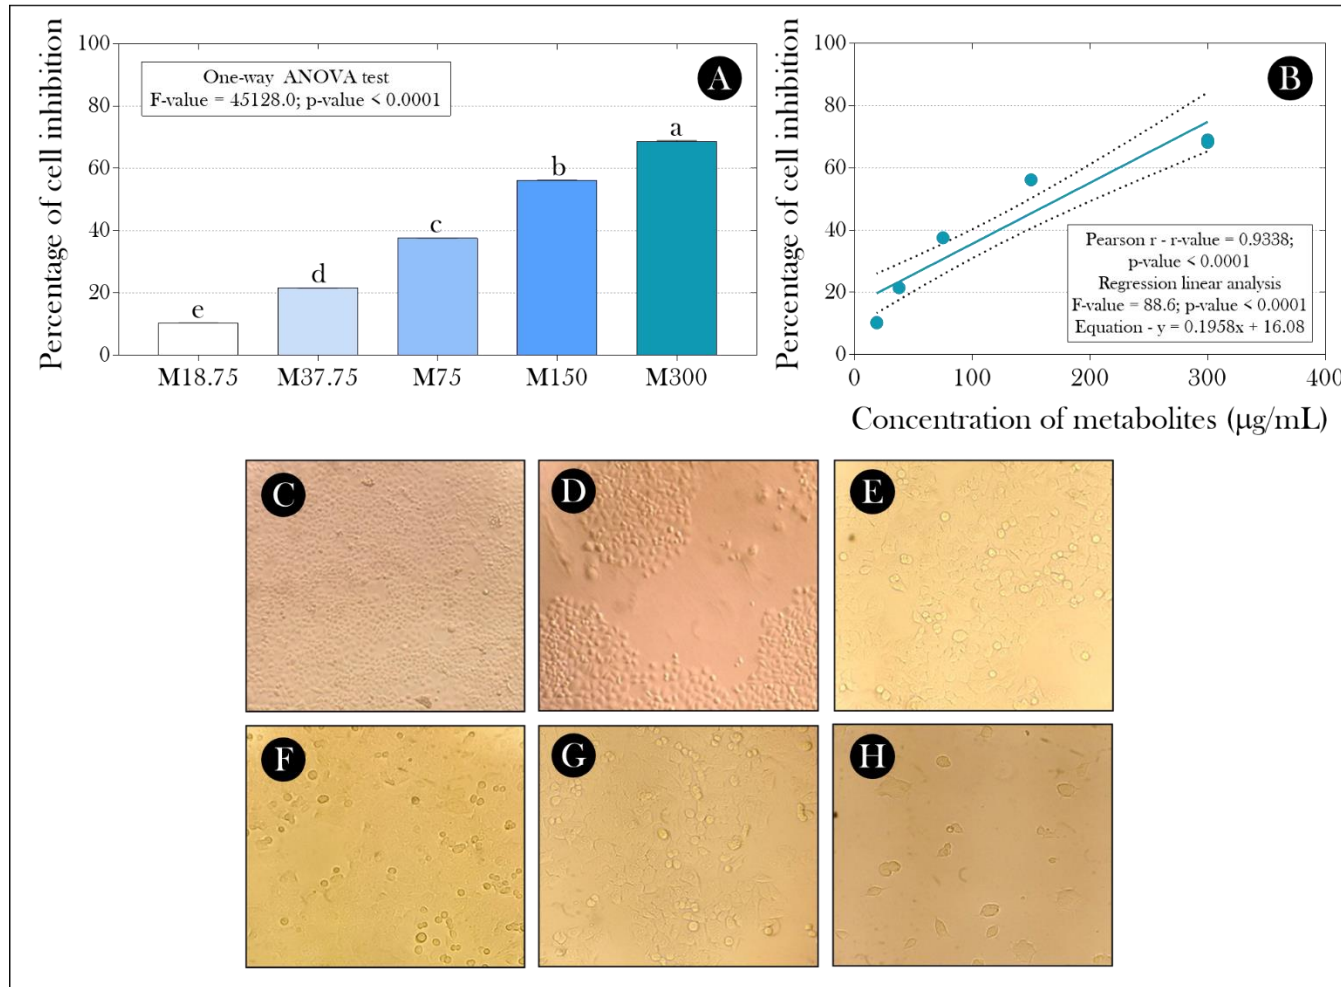 Percentage of cell inhibition
100
80
60
40
20
0
One-way ANOVA test
F-value = 45128.0; p-value < 0.0001
A
e
d
c
b
a
M18.75
M37.75
M75
M150
M300
Percentage of cell inhibition
100
80
60
40
20
0
B
Pearson r - r-value = 0.9338;
p-value < 0.0001
Regression linear analysis
F-value = 88.6; p-value < 0.0001
Equation - y = 0.1958x + 16.08
0
100
200
300
400
Concentration of metabolites (µg/mL)
C
D
E
F
G
H